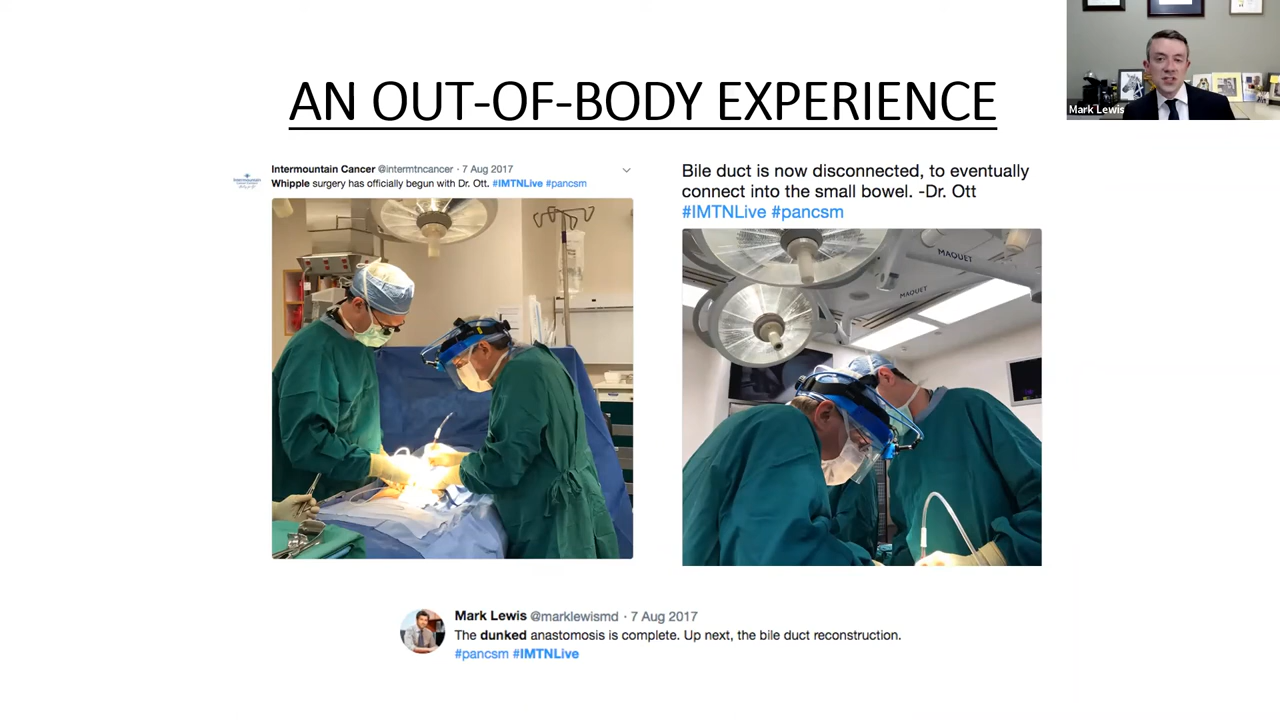 AN OUT-OF-BODY EXPERIENCE
Mark Lewis
Intermountain Cancer @intermtncancer · 7 Aug 2017
Whipple surgery has officially begun with Dr. Ott. #IMTNLive #pancsm
Bile duct is now disconnected, to eventually
connect into the small bowel. -Dr. Ott
#IMTNLive #pancsm
MAQUET
MAQUET
Mark Lewis @marklewismd · 7 Aug 2017
The dunked anastomosis is complete. Up next, the bile duct reconstruction.
#pancsm #IMTNLive